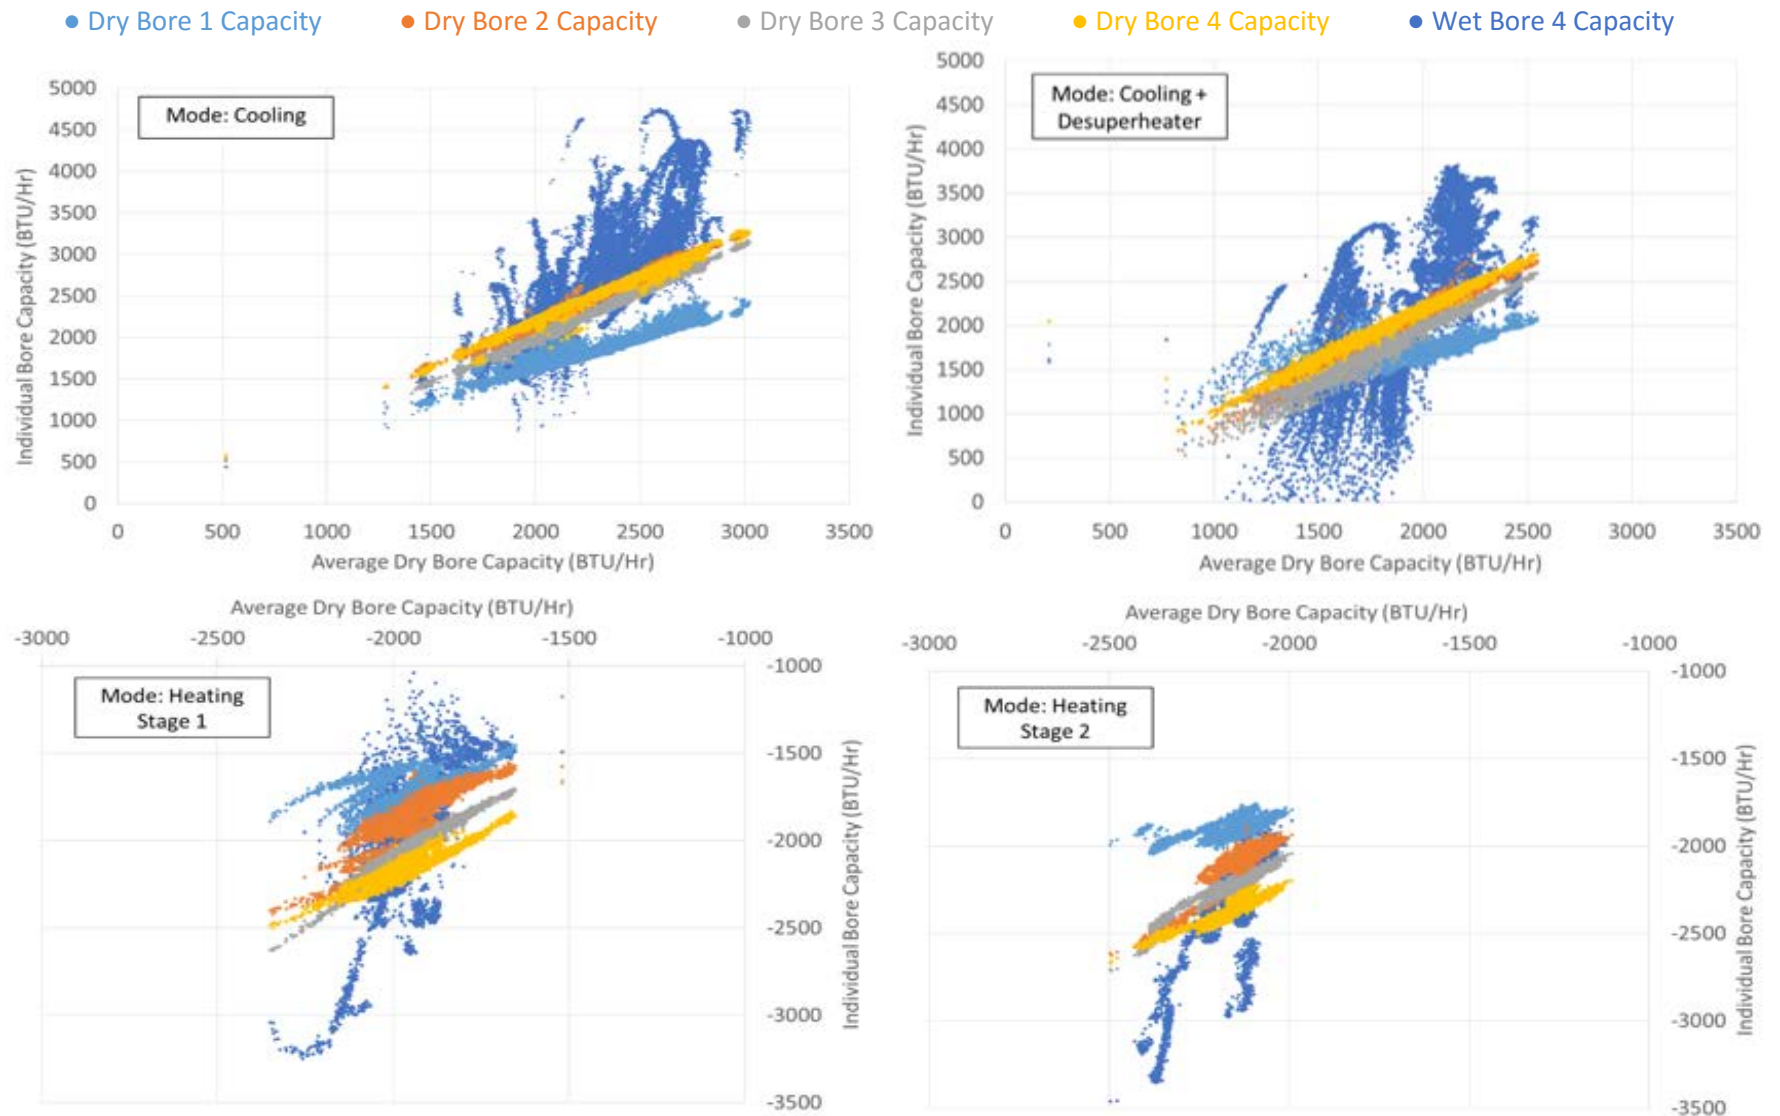 ● Dry Bore 1 Capacity ● Dry Bore 2 Capacity ● Dry Bore 3 Capacity ● Dry Bore 4 Capacity ● Wet Bore 4 Capacity
Mode: Cooling
Individual Bore Capacity (BTU/Hr)
5000
4500
4000
3500
3000
2500
2000
1500
1000
500
0
0 500 1000 1500 2000 2500 3000 3500
Average Dry Bore Capacity (BTU/Hr)
Mode: Cooling +
Desuperheater
Individual Bore Capacity (BTU/Hr)
5000
4500
4000
3500
3000
2500
2000
1500
1000
500
0
0 500 1000 1500 2000 2500 3000 3500
Average Dry Bore Capacity (BTU/Hr)
Average Dry Bore Capacity (BTU/Hr)
-3000 -2500 -2000 -1500 -1000
Mode: Heating
Stage 1
-1000
-1500
-2000
-2500
-3000
-3500
Individual Bore Capacity (BTU/Hr)
Average Dry Bore Capacity (BTU/Hr)
-3000 -2500 -2000 -1500 -1000
Mode: Heating
Stage 2
-1000
-1500
-2000
-2500
-3000
-3500
Individual Bore Capacity (BTU/Hr)